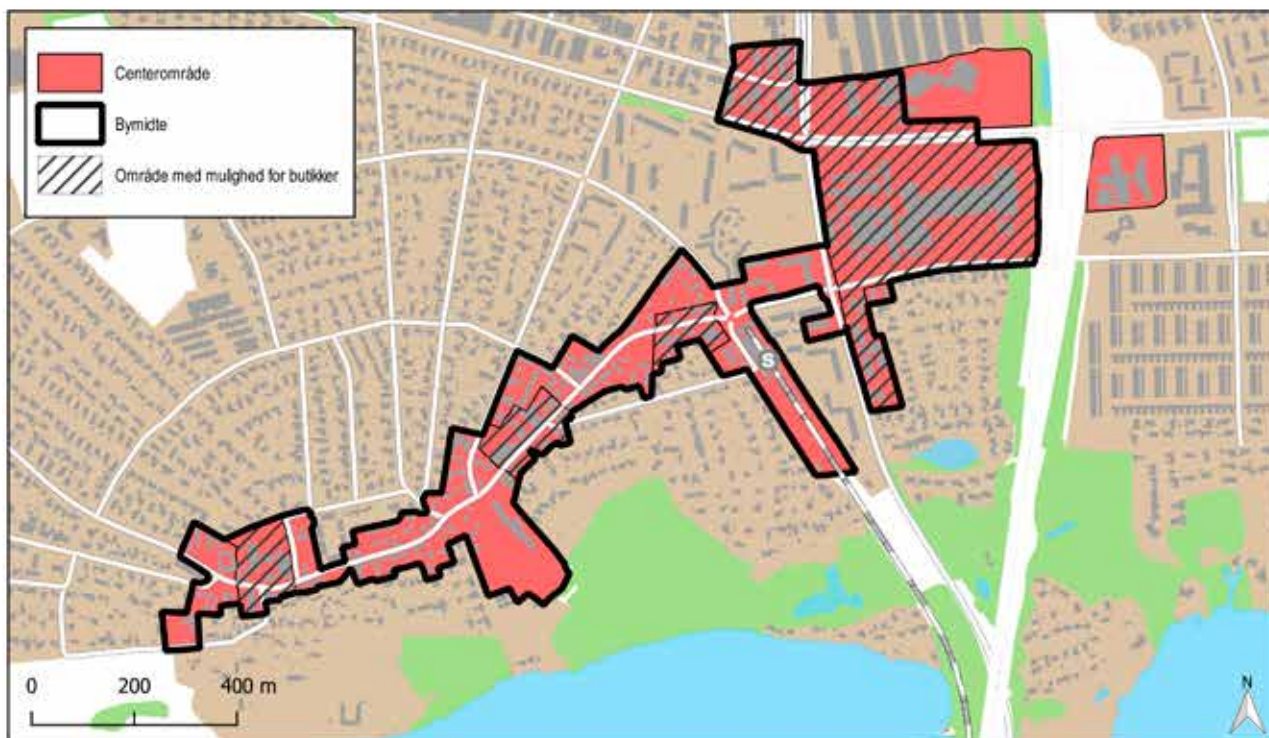 Centerområde
Bymidte
Område med mulighed for butikker
S
0 200 400 m
N